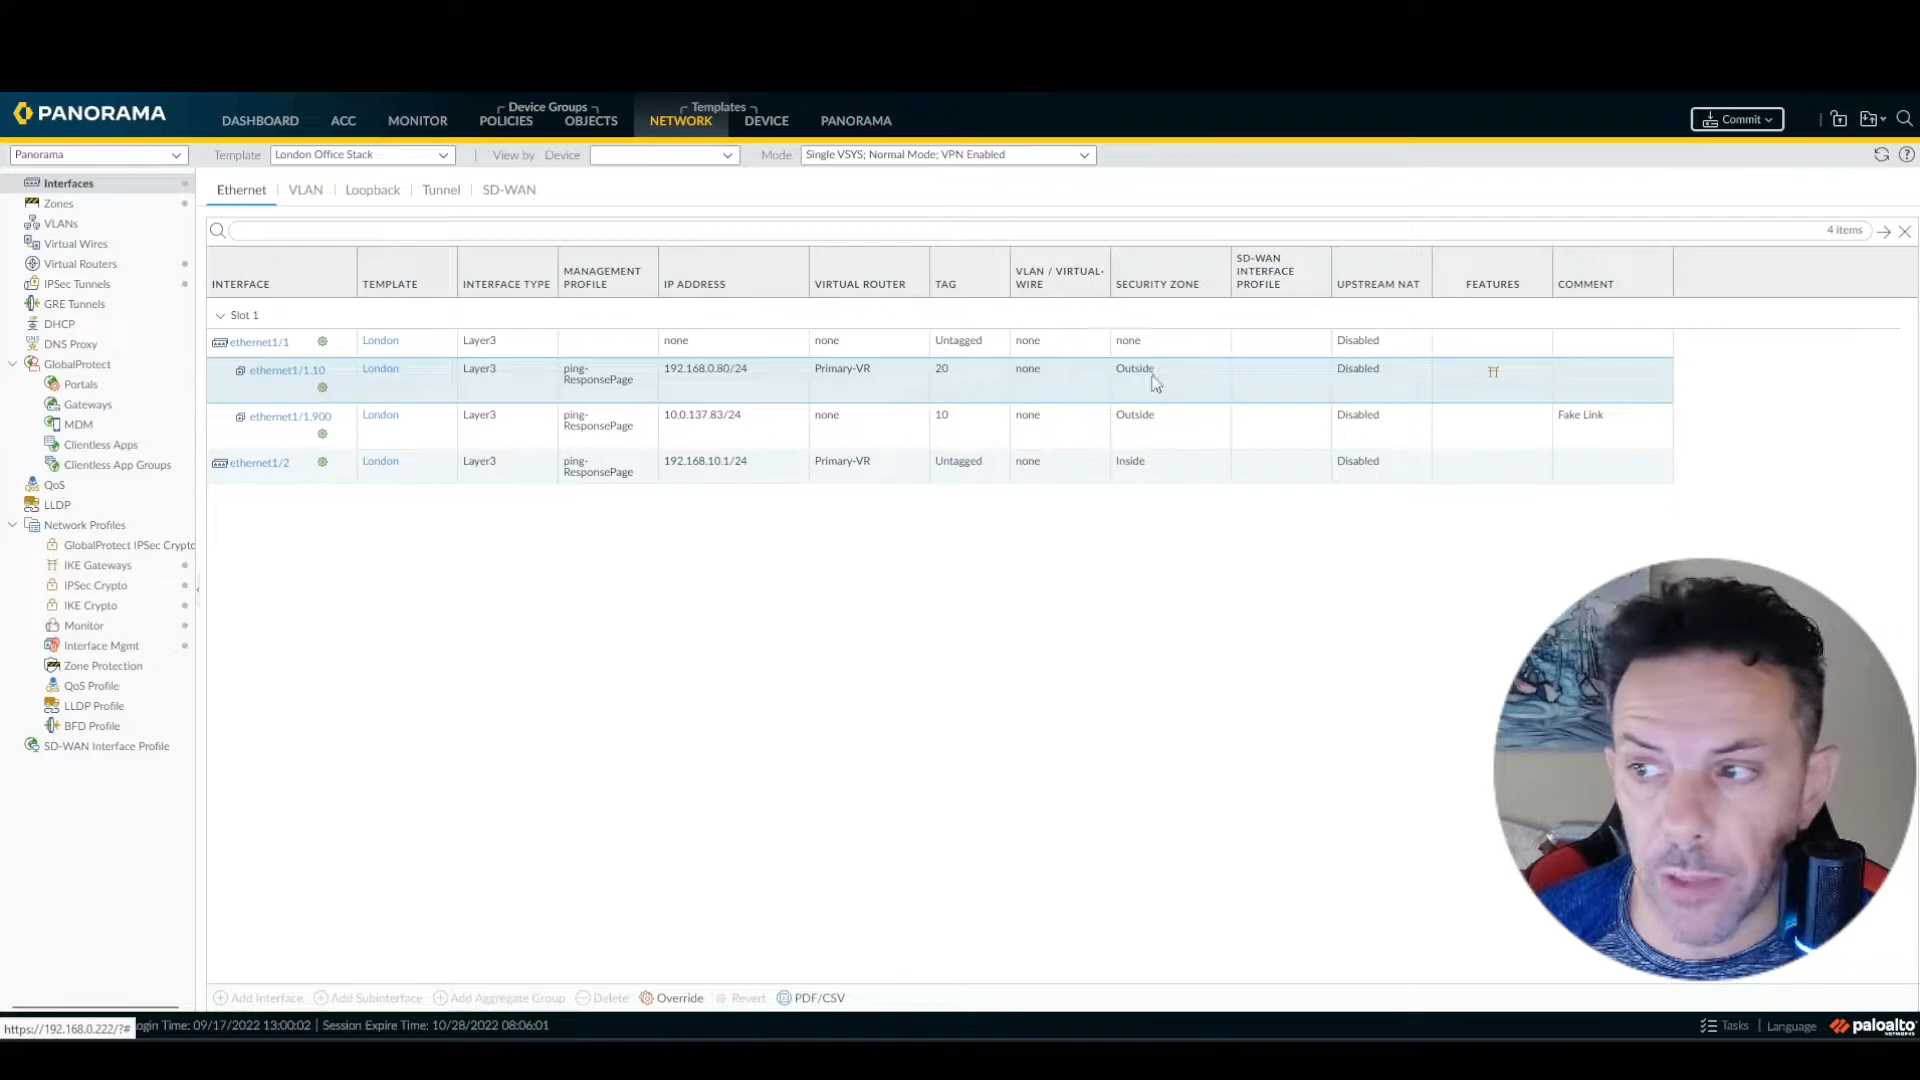 PANORAMA
DASHBOARD ACC MONITOR Device Groups POLICIES OBJECTS Templates NETWORK DEVICE PANORAMA Commit
Panorama Template London Office Stack View by Device Mode Single VSYS; Normal Mode; VPN Enabled
Interfaces
Zones
VLANs
Virtual Wires
Virtual Routers
IPSec Tunnels
GRE Tunnels
DHCP
DNS Proxy
GlobalProtect
Portals
Gateways
MDM
Clientless Apps
Clientless App Groups
QoS
LLDP
Network Profiles
GlobalProtect IPSec Crypto
IKE Gateways
IPSec Crypto
IKE Crypto
Monitor
Interface Mgmt
Zone Protection
QoS Profile
LLDP Profile
BFD Profile
SD-WAN Interface Profile
Ethernet VLAN Loopback Tunnel SD-WAN
4 items
INTERFACE TEMPLATE INTERFACE TYPE MANAGEMENT PROFILE IP ADDRESS VIRTUAL ROUTER TAG VLAN / VIRTUAL-WIRE SECURITY ZONE SD-WAN INTERFACE PROFILE UPSTREAM NAT FEATURES COMMENT
Slot 1
ethernet1/1 London Layer3 none none Untagged none none Disabled
ethernet1/1.10 London Layer3 ping-ResponsePage 192.168.0.80/24 Primary-VR 20 none Outside Disabled
ethernet1/1.900 London Layer3 ping-ResponsePage 10.0.137.83/24 none 10 none Outside Disabled Fake Link
ethernet1/2 London Layer3 ping-ResponsePage 192.168.10.1/24 Primary-VR Untagged none Inside Disabled
Add Interface Add Subinterface Add Aggregate Group Delete Override Revert PDF/CSV
https://192.168.0.222/?# ogin Time: 09/17/2022 13:00:02 | Session Expire Time: 10/28/2022 08:06:01 Tasks | Language paloalto NETWORKS